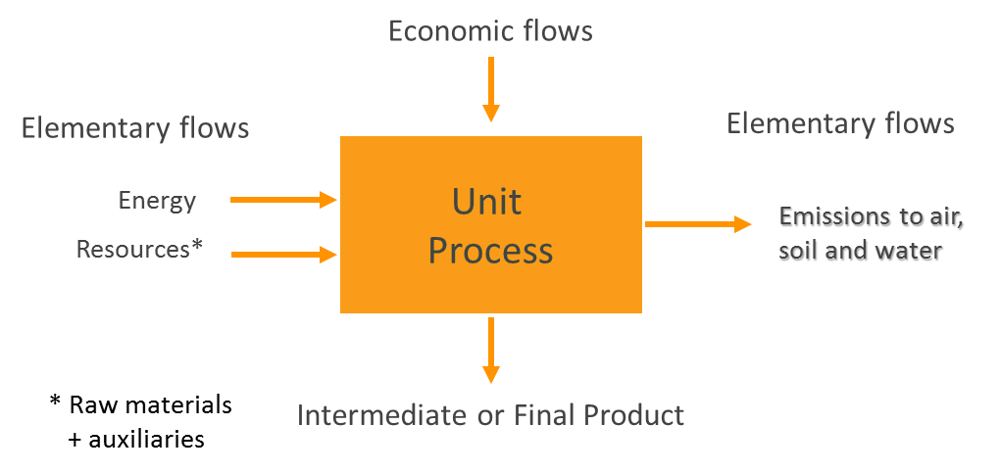 Economic flows
Elementary flows
Elementary flows
Energy
Resources*
Unit
Process
Emissions to air,
soil and water
* Raw materials
+ auxiliaries
Intermediate or Final Product